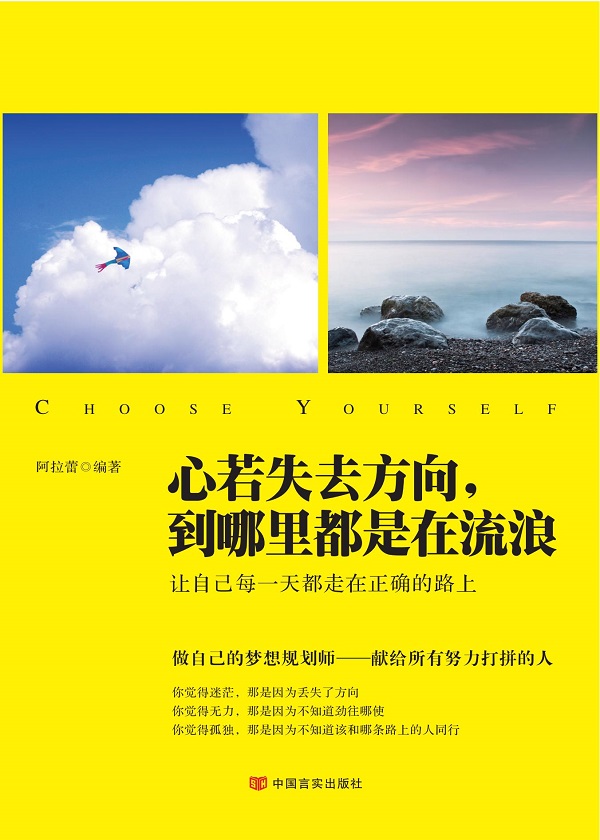 CHOOSE YOURSELF
阿拉蕾◎编著
心若失去方向，
到哪里都是在流浪
让自己每一天都走在正确的路上
做自己的梦想规划师——献给所有努力打拼的人
你觉得迷茫，那是因为丢失了方向
你觉得无力，那是因为不知道劲往哪使
你觉得孤独，那是因为不知道该和哪条路上的人同行
中国言实出版社